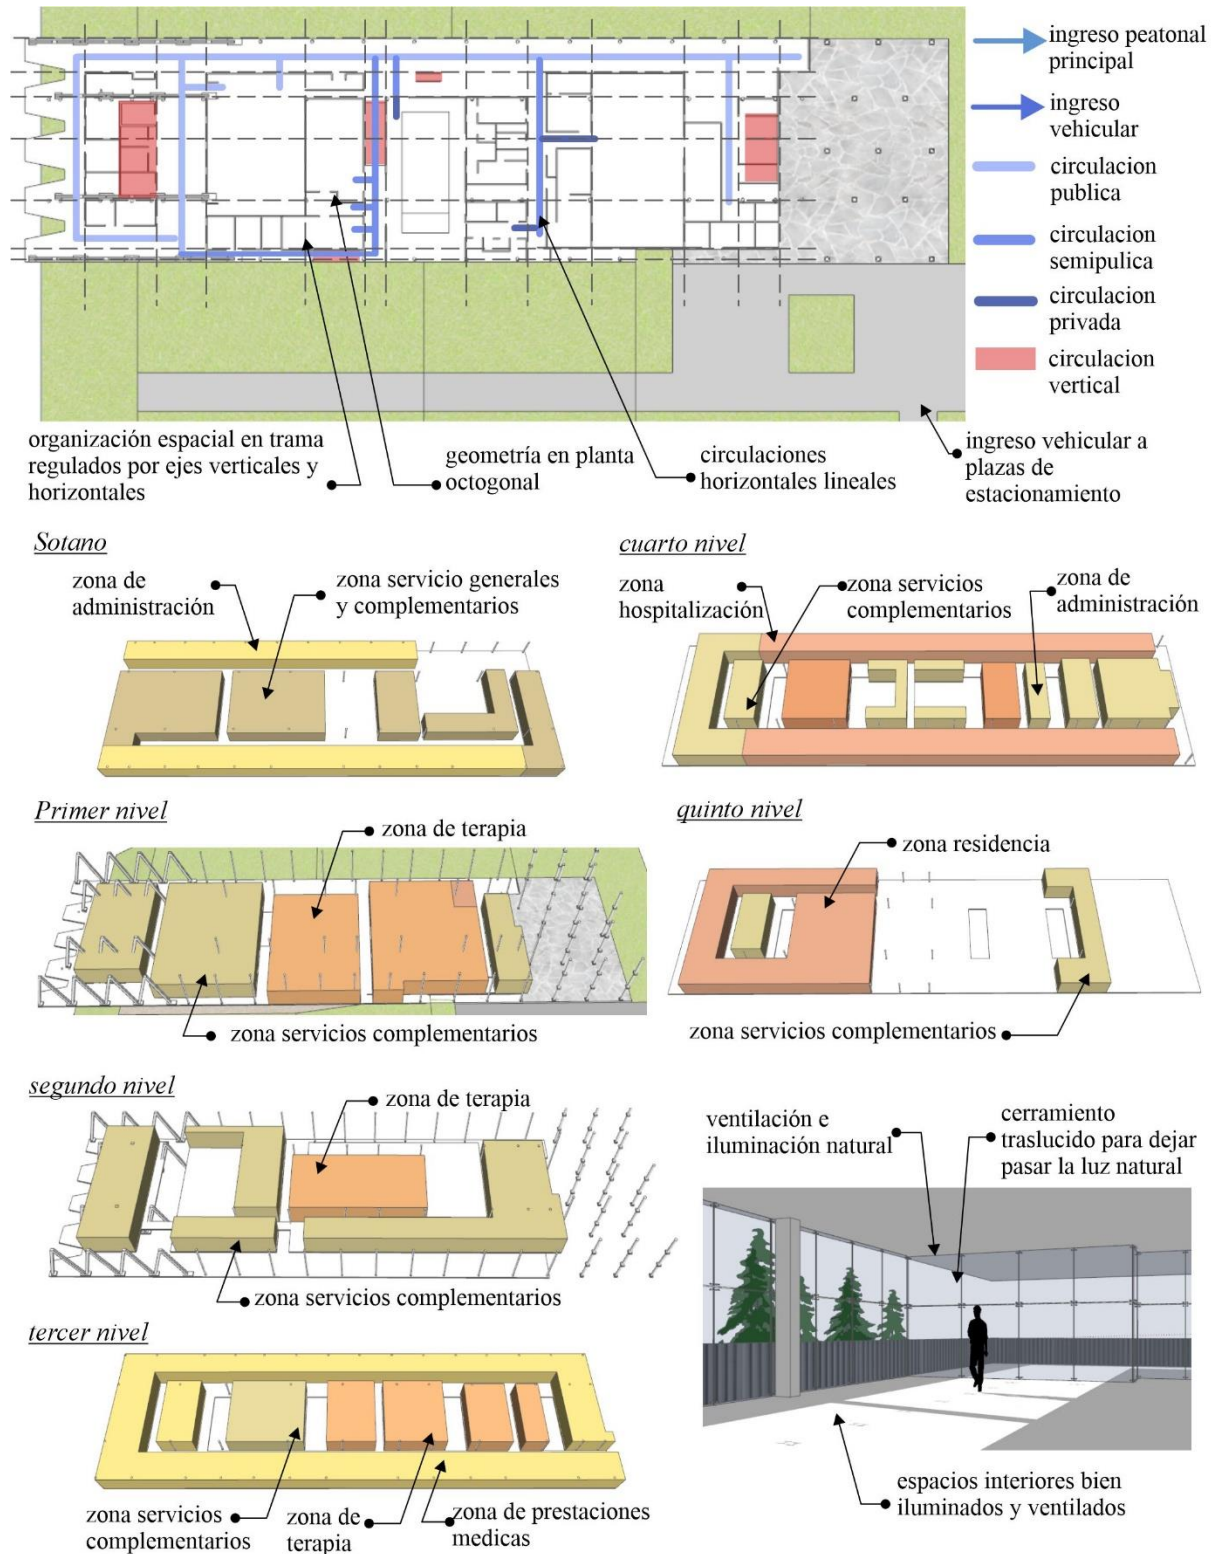 ingreso peatonal
principal
ingreso
vehicular
circulacion
publica
circulacion
semipulica
circulacion
privada
circulacion
vertical
organización espacial en trama
regulados por ejes verticales y
horizontales
geometría en planta
octogonal
circulaciones
horizontales lineales
ingreso vehicular a
plazas de
estacionamiento
Sotano
zona de
administración
zona servicio generales
y complementarios
cuarto nivel
zona
hospitalización
zona servicios
complementarios
zona de
administración
Primer nivel
zona de terapia
zona servicios complementarios
quinto nivel
zona residencia
zona servicios complementarios
segundo nivel
zona de terapia
zona servicios complementarios
ventilación e
iluminación natural
cerramiento
traslucido para dejar
pasar la luz natural
tercer nivel
zona servicios
complementarios
zona de
terapia
zona de prestaciones
medicas
espacios interiores bien
iluminados y ventilados